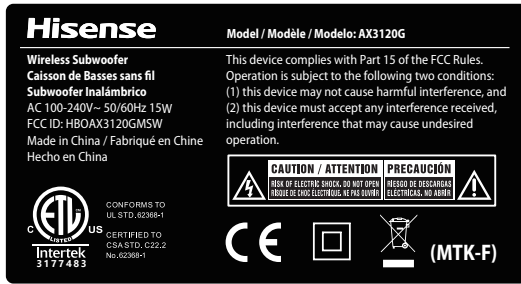 Hisense
Model / Modèle / Modelo: AX3120G
Wireless Subwoofer
Caisson de Basses sans fil
Subwoofer Inalámbrico
AC 100-240V~ 50/60Hz 15W
FCC ID: HBOAX3120GMSW
Made in China / Fabriqué en Chine
Hecho en China
This device complies with Part 15 of the FCC Rules.
Operation is subject to the following two conditions:
(1) this device may not cause harmful interference, and
(2) this device must accept any interference received,
including interference that may cause undesired
operation.
CAUTION / ATTENTION
RISK OF ELECTRIC SHOCK. DO NOT OPEN
RISQUE DE CHOC ÉLECTRIQUE. NE PAS OUVRIR
PRECAUCIÓN
RIESGO DE DESCARGAS
ELÉCTRICAS. NO ABRIR
C ETL US
LISTED
Intertek
3177483
CONFORMS TO
UL STD. 62368-1
CERTIFIED TO
CSA STD. C22.2
No. 62368-1
CE
(MTK-F)